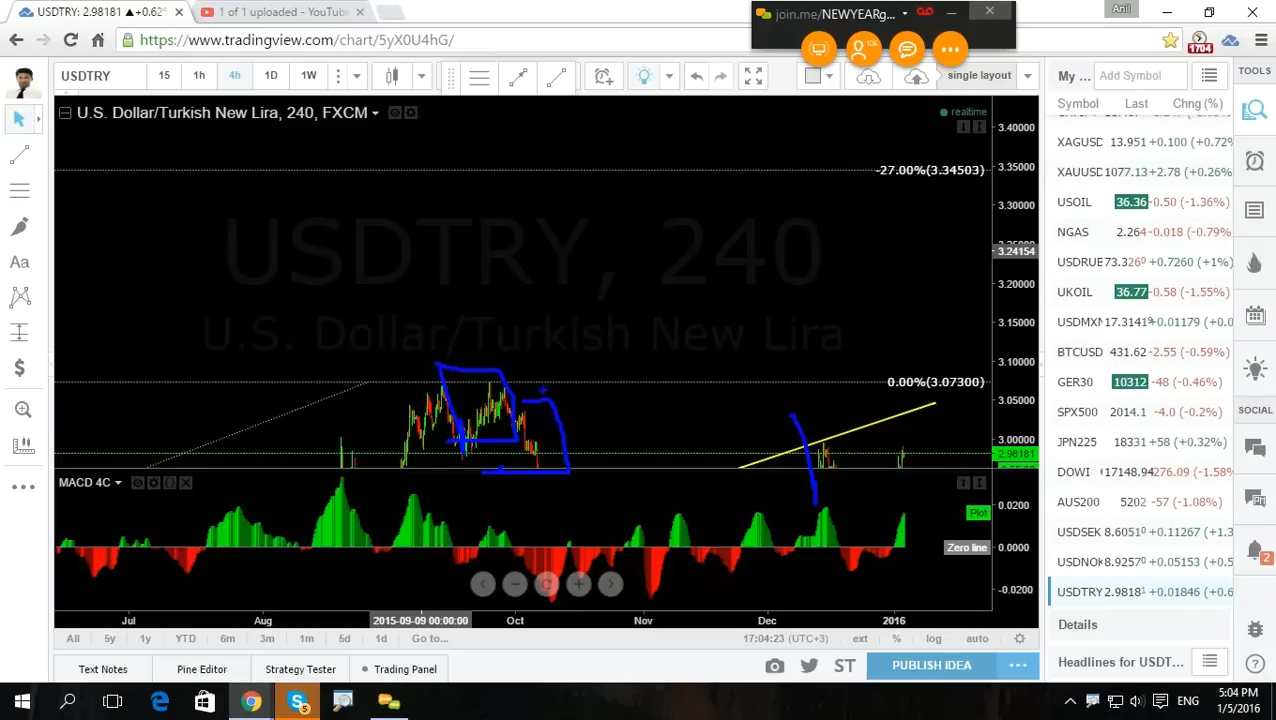 USDTRY: 2.98181 ▲+0.62%
1 of 1 uploaded - YouTube
join.me/NEWYEARg...
Anil
https://www.tradingview.com/chart/5yX0U4hG/
106
1704
USDTRY 15 1h 4h 1D 1W
single layout
My ... Add Symbol
TOOLS
U.S. Dollar/Turkish New Lira, 240, FXCM
realtime
Symbol Last Chng (%)
XAGUSD 13.951 +0.100 (+0.72%
XAUUSD 1077.13 +2.78 (+0.26%
USOIL 36.36 -0.50 (-1.36%)
NGAS 2.264 -0.018 (-0.79%)
USDRUB 73.3260 +0.7260 (+1%)
UKOIL 36.77 -0.58 (-1.55%)
USDMXN 17.31419 +0.01179 (+0.0
BTCUSD 431.62 -2.55 (-0.59%)
GER30 10312 -48 (-0.46%)
SPX500 2014.1 -4.0 (-0.2%)
JPN225 18331 +58 (+0.32%)
DOWI 17148.94 276.09 (-1.58%
AUS200 5202 -57 (-1.08%)
USDSEK 8.60510 +0.11267 (+1.3
USDNOK 8.92570 +0.05153 (+0.5
USDTRY 2.98181 +0.01846 (+0.6
Details
Headlines for USDT...
SOCIAL
2
3.40000
3.35000
3.30000
3.24154
3.20000
3.15000
3.10000
3.05000
3.00000
2.98181
-27.00%(3.34503)
0.00%(3.07300)
USDTRY, 240
U.S. Dollar/Turkish New Lira
MACD 4C
Plot
Zero line
0.0200
0.0000
-0.0200
Jul Aug 2015-09-09 00:00:00 Oct Nov Dec 2016
All 5y 1y YTD 6m 3m 1m 5d 1d Go to...
17:04:23 (UTC+3) ext % log auto
Text Notes Pine Editor Strategy Tester Trading Panel
ST PUBLISH IDEA
ENG 5:04 PM
1/5/2016